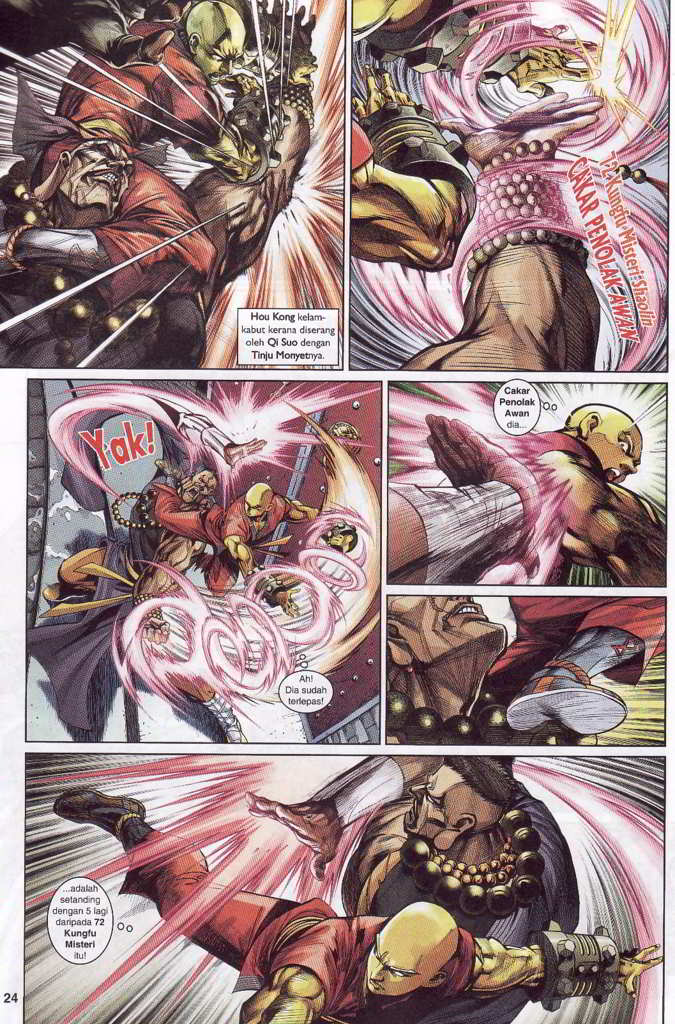 Hou Kong kelam-
kabut kerana diserang
oleh Qi Suo dengan
Tinju Monyetnya.
72 Kungfu Misteri Shaolin
CAKAR PENOLAK AWAN
Yak!
Ah!
Dia sudah
terlepas!
Cakar
Penolak
Awan
dia...
...adalah
setanding
dengan 5 lagi
daripada 72
Kungfu
Misteri
itu!
24